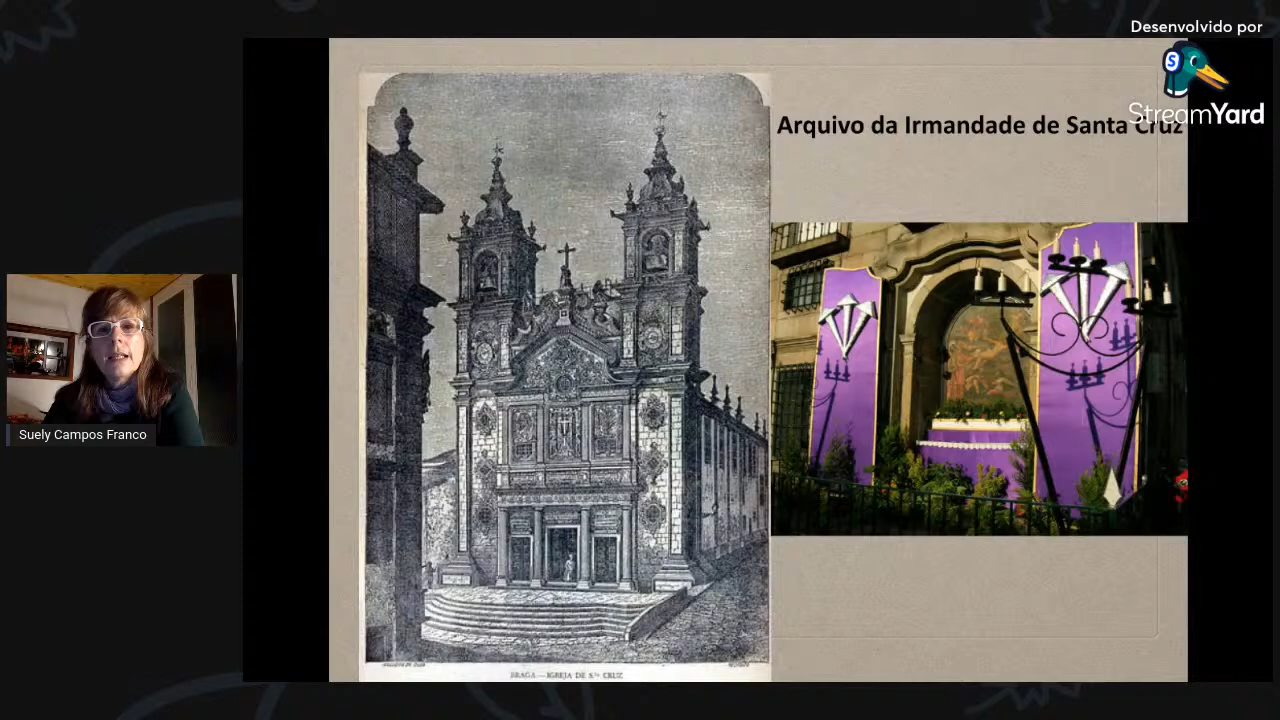 Desenvolvido por
StreamYard
Arquivo da Irmandade de Santa Cruz
Suely Campos Franco
BRAGA.—IGREJA DE S.TA CRUZ